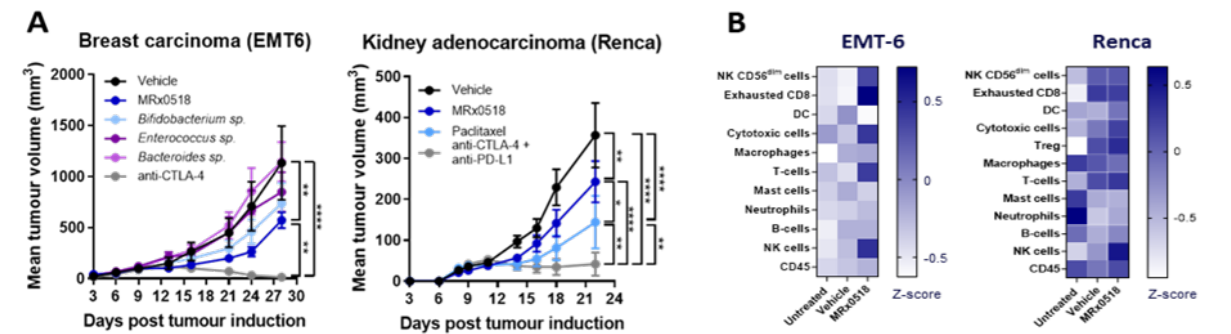 A
Breast carcinoma (EMT6)
Mean tumour volume (mm³)
2000
1500
1000
500
0
Vehicle
MRx0518
Bifidobacterium sp.
Enterococcus sp.
Bacteroides sp.
anti-CTLA-4
**
****
**
3 6 9 12 15 18 21 24 27 30
Days post tumour induction
Kidney adenocarcinoma (Renca)
Mean tumour volume (mm³)
500
400
300
200
100
0
Vehicle
MRx0518
Paclitaxel
anti-CTLA-4 +
anti-PD-L1
**
*
**
****
****
**
3 6 9 12 15 18 21 24
Days post tumour induction
B
EMT-6
NK CD56dim cells
Exhausted CD8
DC
Cytotoxic cells
Macrophages
T-cells
Mast cells
Neutrophils
B-cells
NK cells
CD45
Untreated
Vehicle
MRx0518
0.5
0
-0.5
Z-score
Renca
NK CD56dim cells
Exhausted CD8
DC
Cytotoxic cells
Treg
Macrophages
T-cells
Mast cells
Neutrophils
B-cells
NK cells
CD45
Untreated
Vehicle
MRx0518
0.5
0
-0.5
Z-score